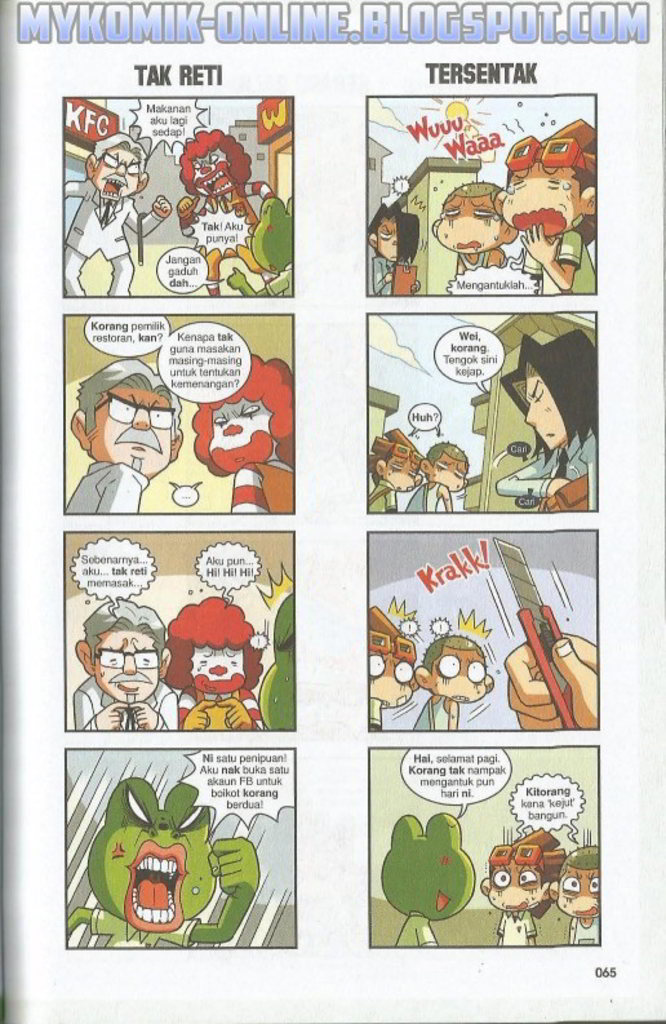 MYKOMIK-ONLINE.BLOGSPOT.COM
TAK RETI
KFC
Makanan
aku lagi
sedap!
Tak! Aku
punya!
Jangan
gaduh
dah...
Korang pemilik
restoran, kan?
Kenapa tak
guna masakan
masing-masing
untuk tentukan
kemenangan?
...
Sebenarnya...
aku... tak reti
memasak...
Aku pun...
Hi! Hi! Hi!
!
Ni satu penipuan!
Aku nak buka satu
akaun FB untuk
boikot korang
berdua!
TERSENTAK
Wuuu
Waaa
!
Mengantuklah...
Wei,
korang.
Tengok sini
kejap.
Huh?
Cari
Cari
Krakk!
!
!
Hai, selamat pagi.
Korang tak nampak
mengantuk pun
hari ni.
Kitorang
kena 'kejut'
bangun.
065